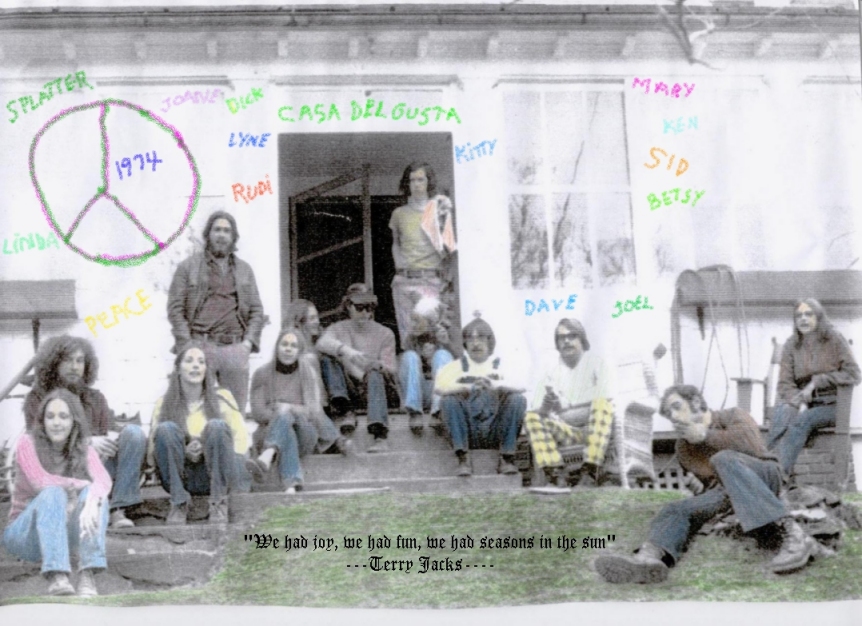 SPLATTER
JOANNA
DICK
CASA DEL GUSTA
MARY
1974
LYNE
KITTY
KEN
RUDI
SID
BETSY
LINDA
PEACE
DAVE
JOEL
"We had joy, we had fun, we had seasons in the sun"
---Terry Jacks----